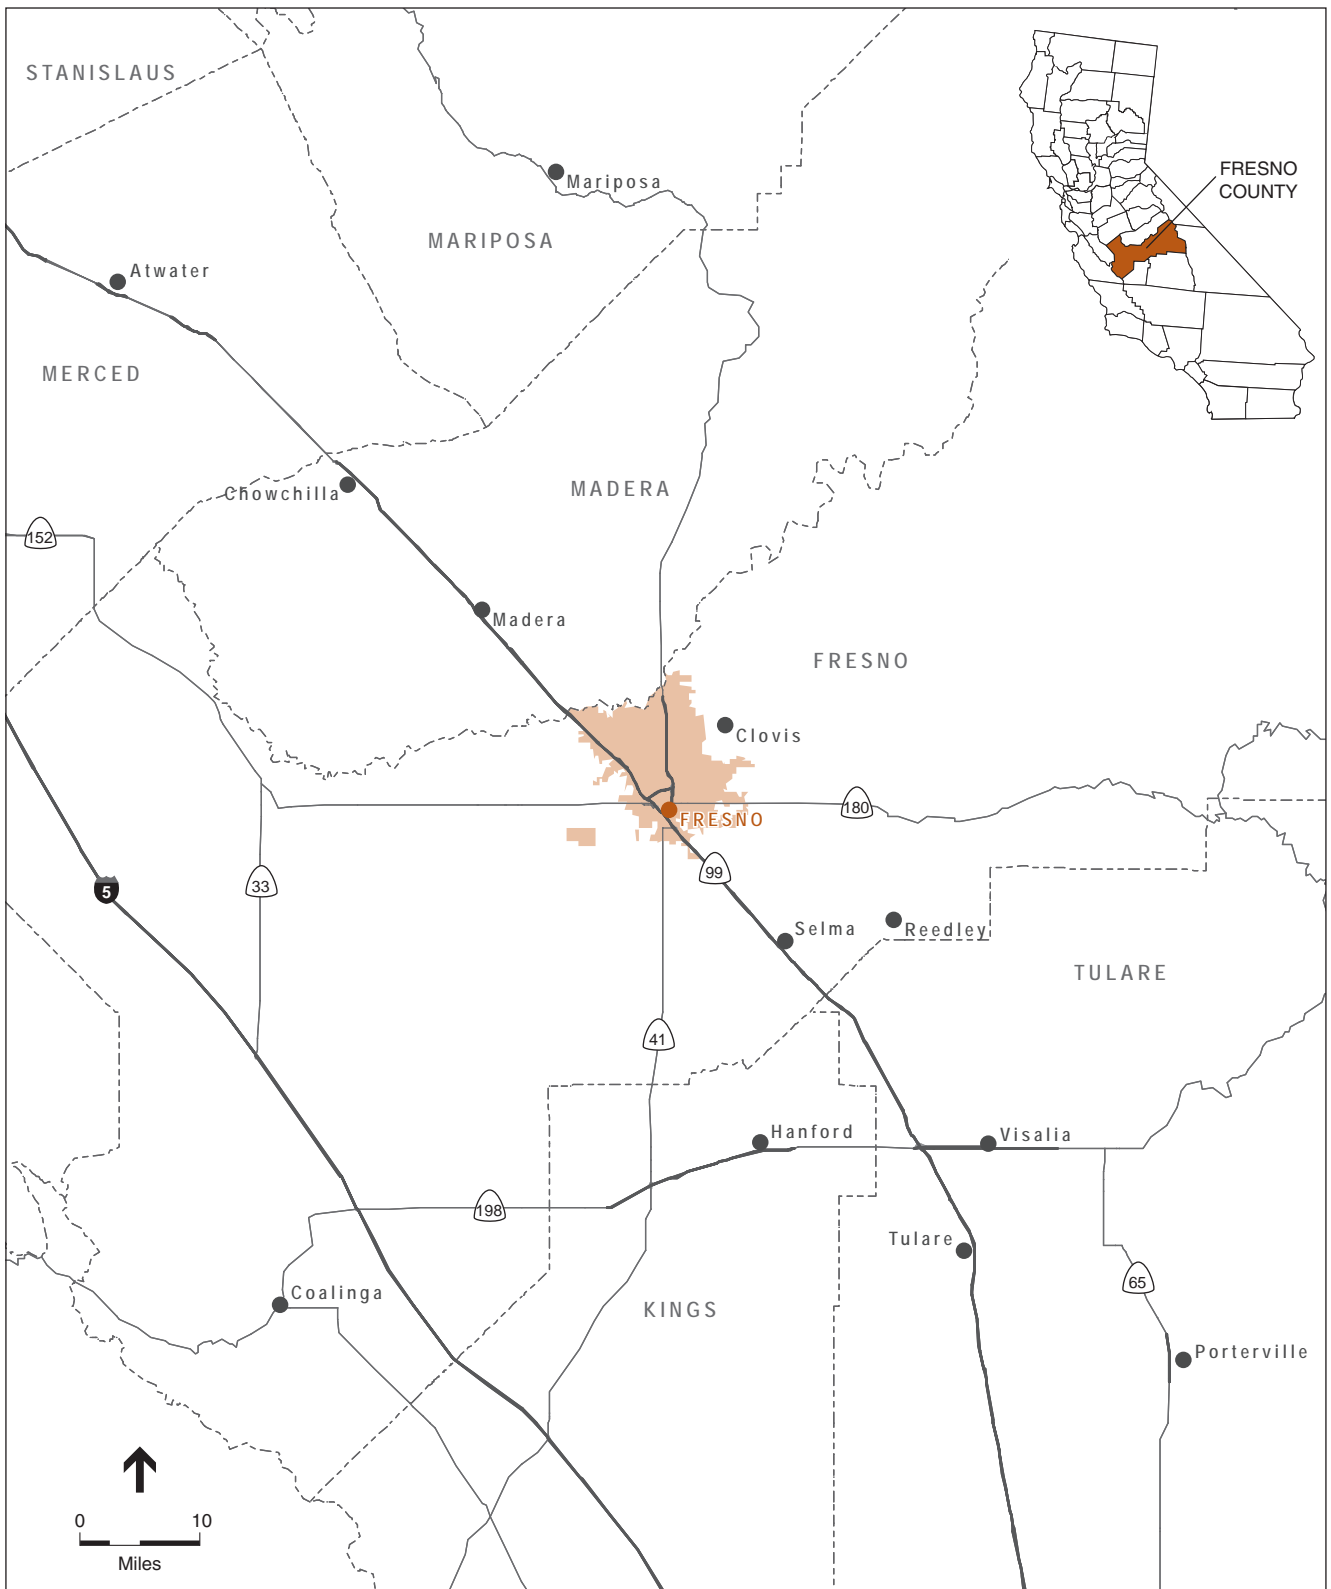 STANISLAUS
FRESNO
COUNTY
Mariposa
MARIPOSA
Atwater
MERCED
Chowchilla
MADERA
152
Madera
FRESNO
Clovis
180
FRESNO
99
5
33
Selma
Reedley
TULARE
41
Hanford
Visalia
198
Tulare
65
Coalinga
KINGS
Porterville
0 10
Miles